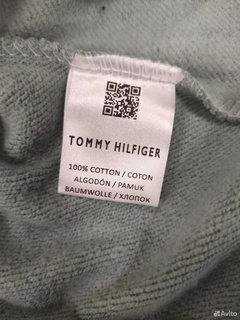 TOMMY HILFIGER
100% COTTON / COTON
ALGODÓN / PAMUK
BAUMWOLLE / ХЛОПОК
Avito